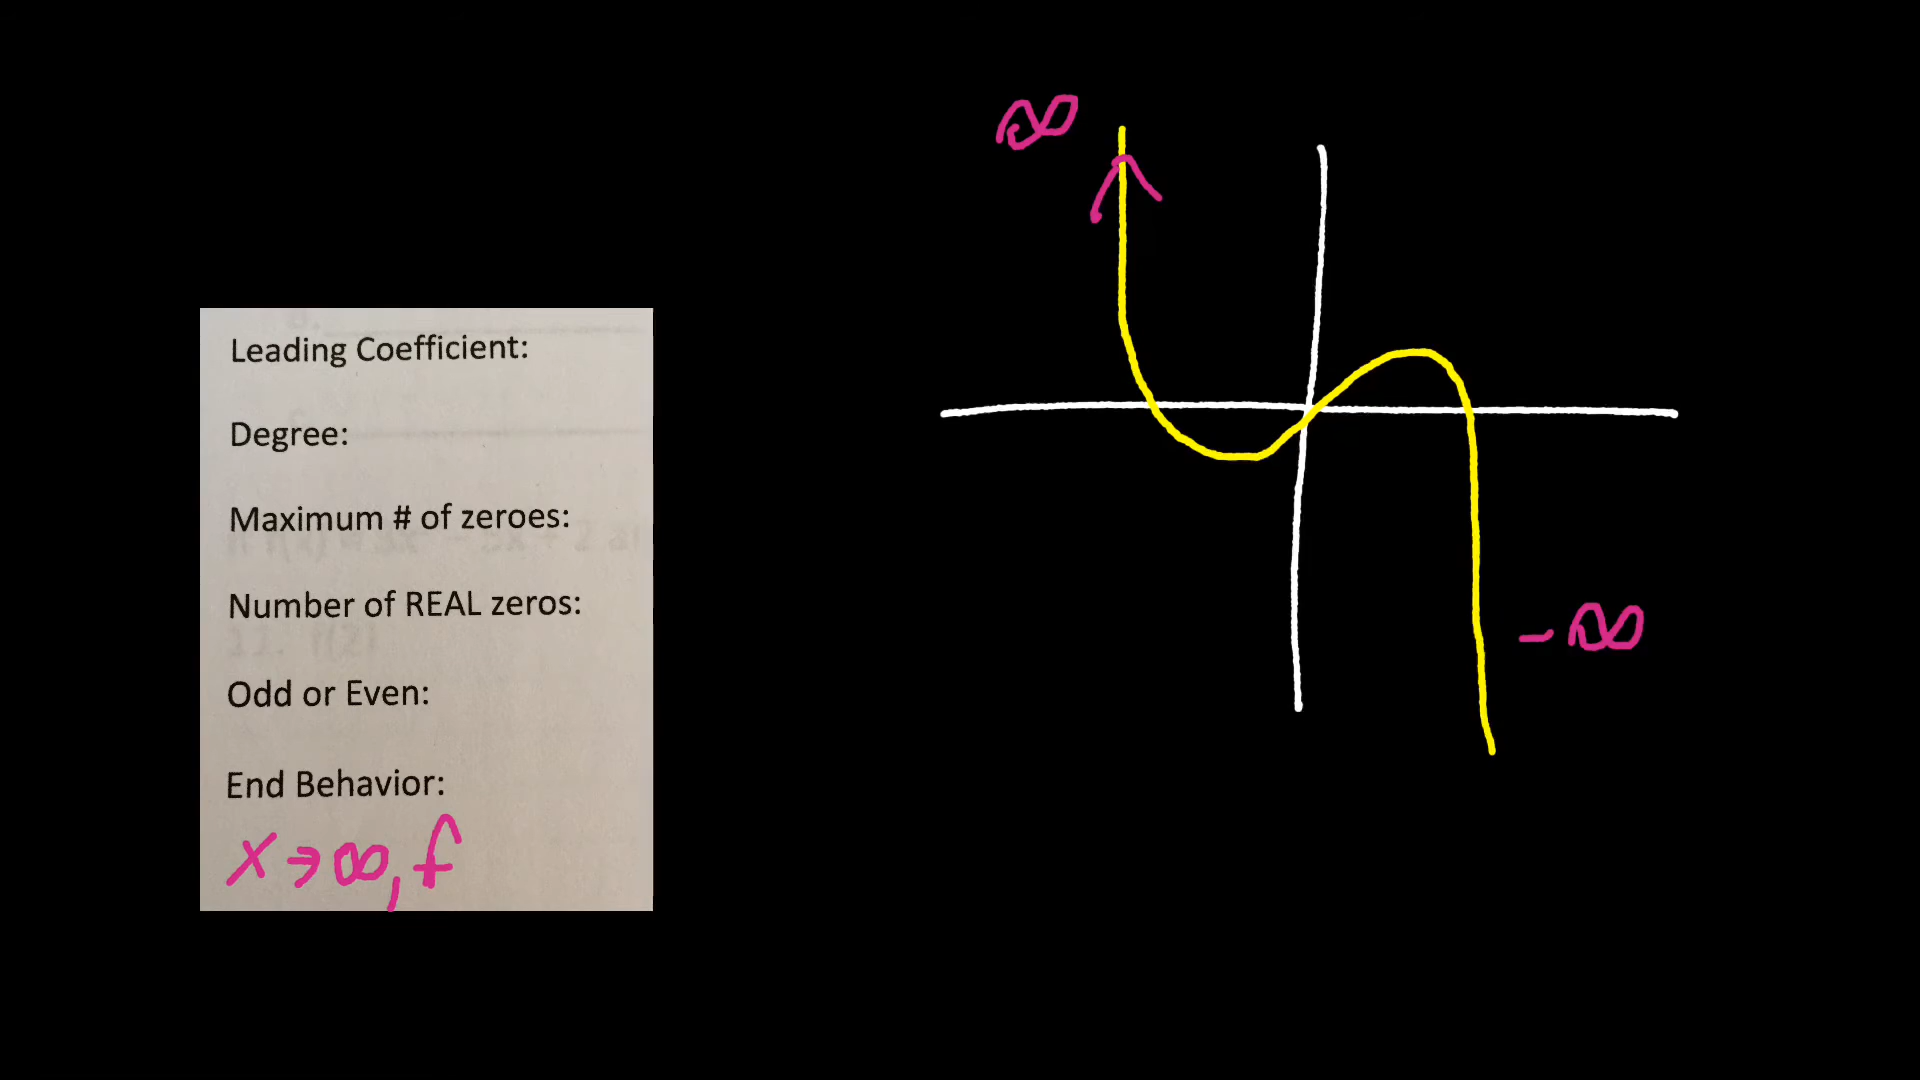 ∞
Leading Coefficient:
Degree:
Maximum # of zeroes:
Number of REAL zeros:
- ∞
Odd or Even:
End Behavior:
x → ∞, f